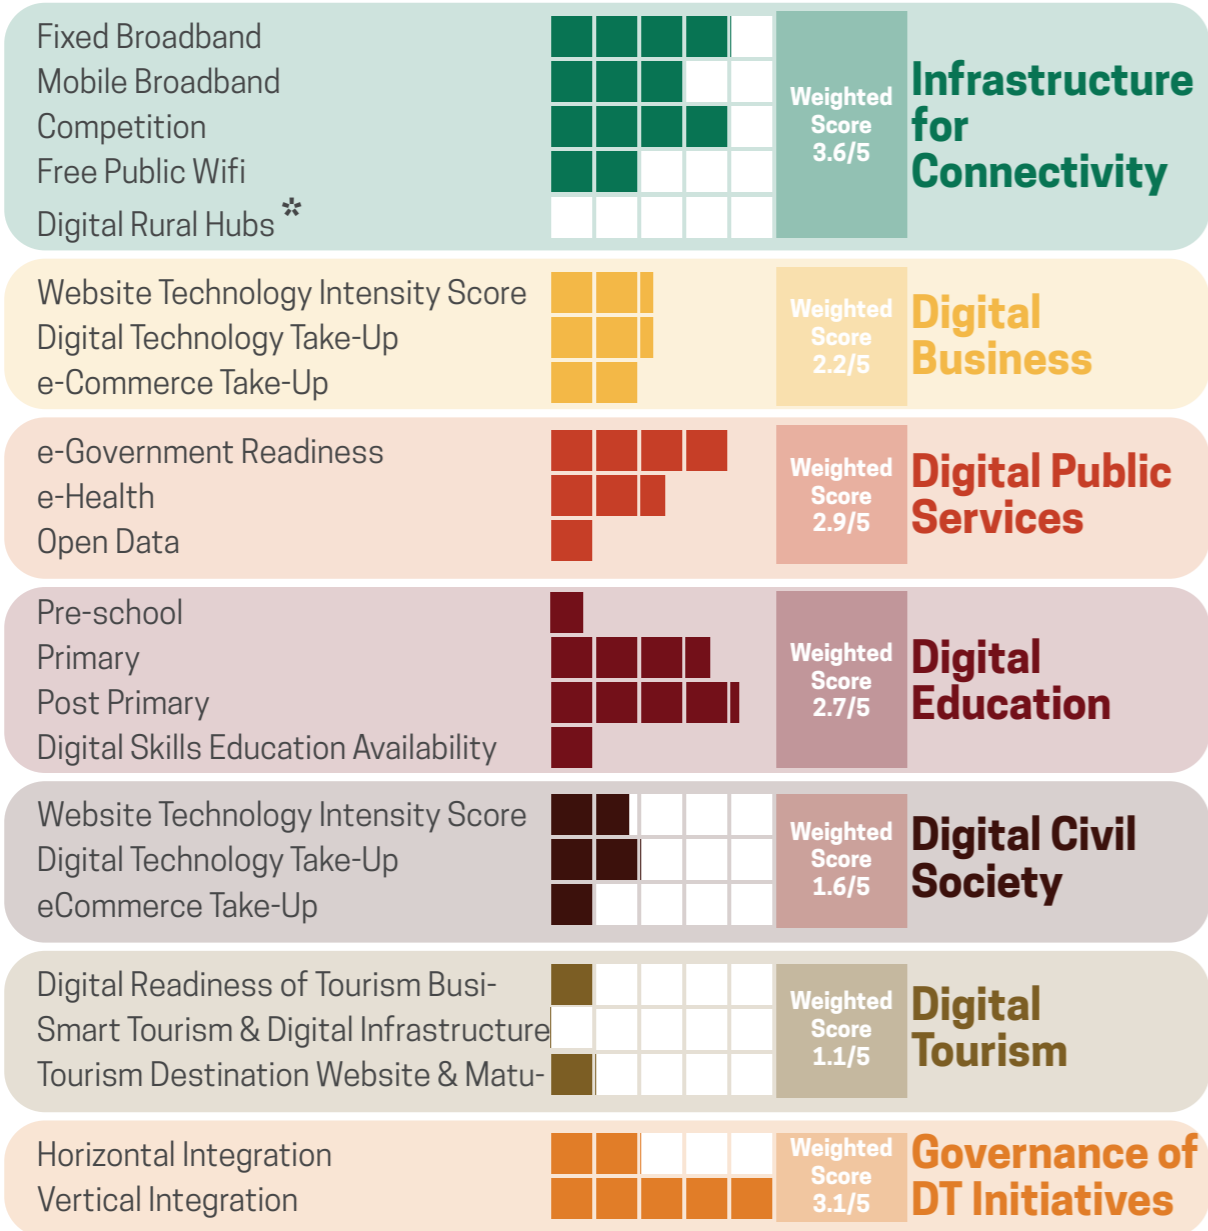 Fixed Broadband
Mobile Broadband
Competition
Free Public Wifi
Digital Rural Hubs *
Weighted
Score
3.6/5
Infrastructure
for
Connectivity
Website Technology Intensity Score
Digital Technology Take-Up
e-Commerce Take-Up
Weighted
Score
2.2/5
Digital
Business
e-Government Readiness
e-Health
Open Data
Weighted
Score
2.9/5
Digital Public
Services
Pre-school
Primary
Post Primary
Digital Skills Education Availability
Weighted
Score
2.7/5
Digital
Education
Website Technology Intensity Score
Digital Technology Take-Up
eCommerce Take-Up
Weighted
Score
1.6/5
Digital Civil
Society
Digital Readiness of Tourism Busi-
Smart Tourism & Digital Infrastructure
Tourism Destination Website & Matu-
Weighted
Score
1.1/5
Digital
Tourism
Horizontal Integration
Vertical Integration
Weighted
Score
3.1/5
Governance of
DT Initiatives